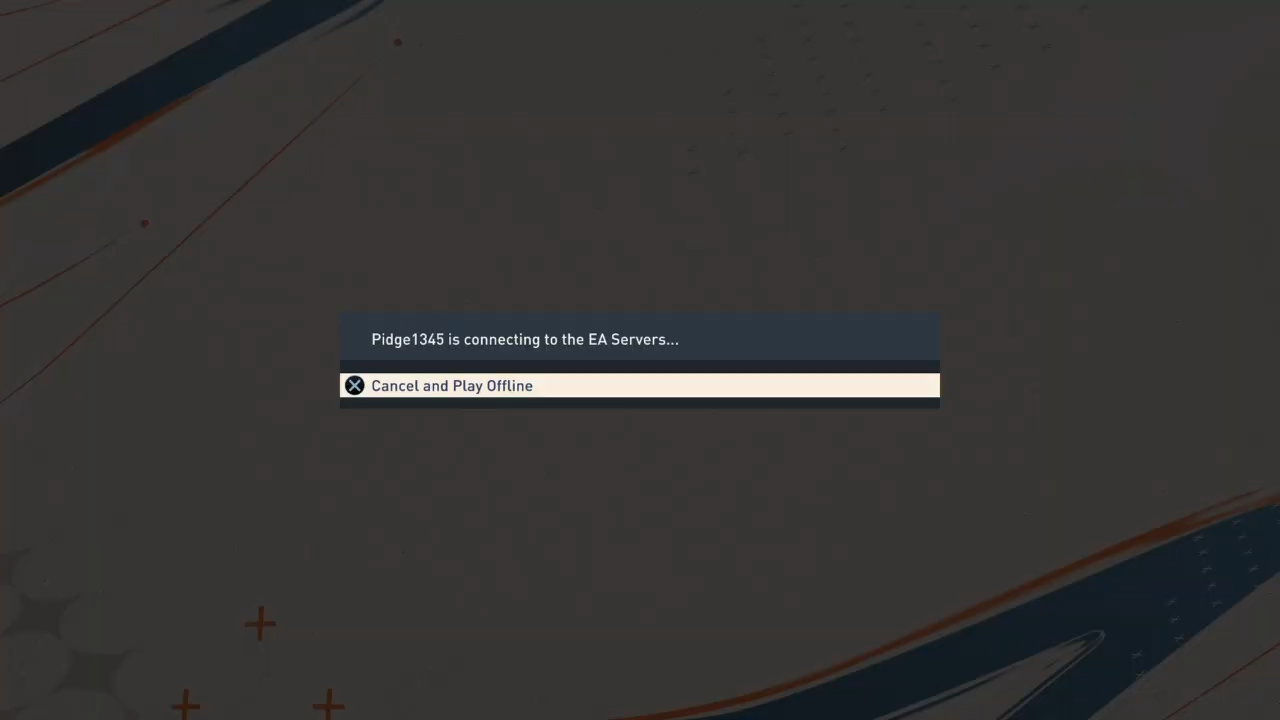 Pidge1345 is connecting to the EA Servers...
Cancel and Play Offline